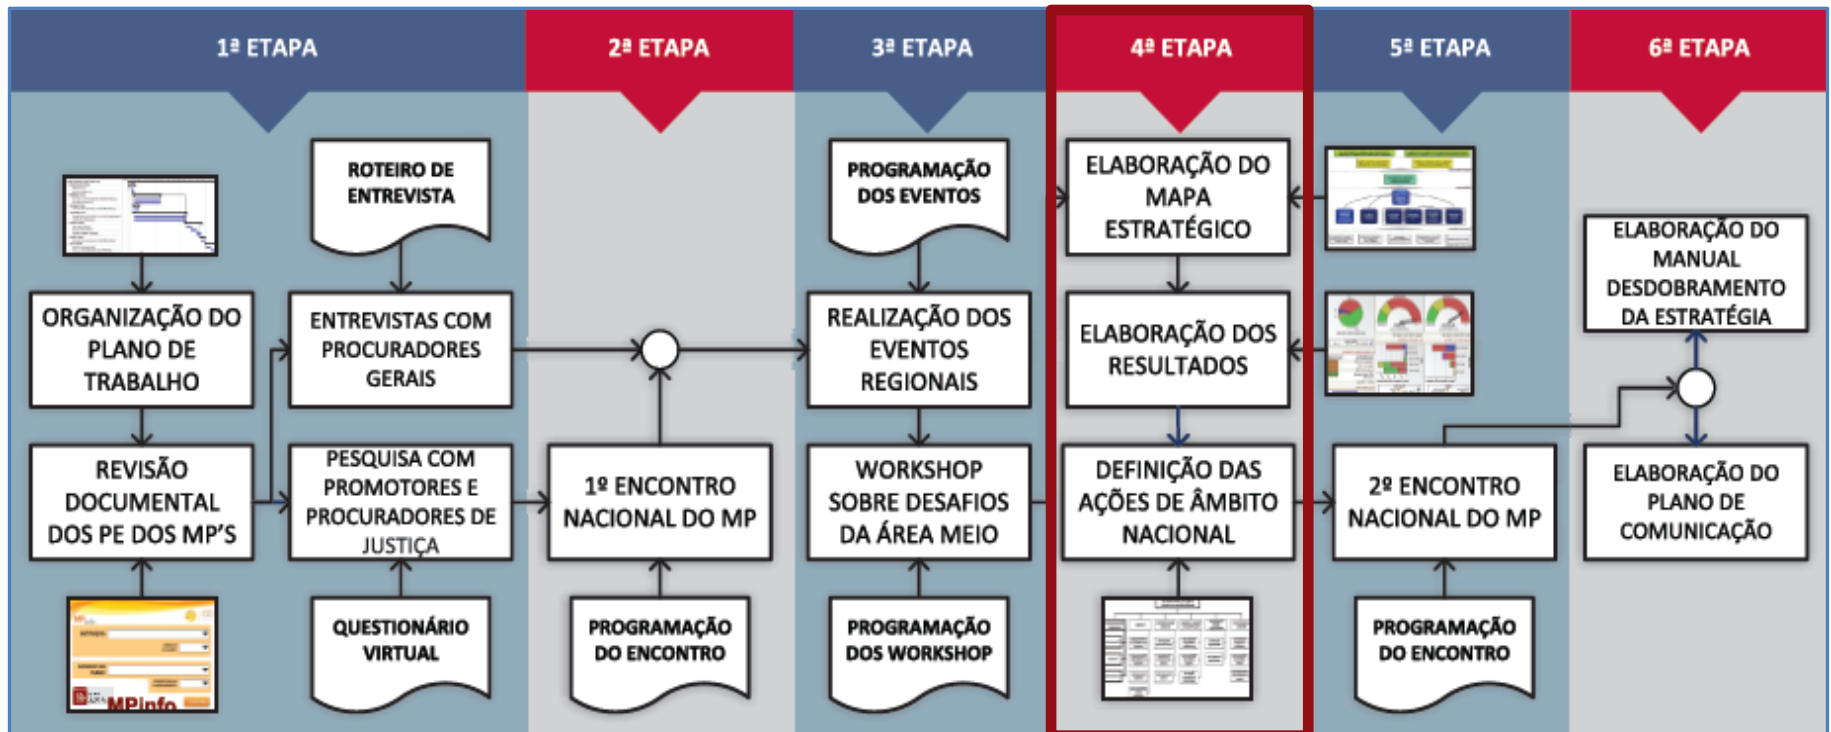 1ª ETAPA
2ª ETAPA
3ª ETAPA
4ª ETAPA
5ª ETAPA
6ª ETAPA
ROTEIRO DE
ENTREVISTA
ORGANIZAÇÃO DO
PLANO DE
TRABALHO
ENTREVISTAS COM
PROCURADORES
GERAIS
REVISÃO
DOCUMENTAL
DOS PE DOS MP'S
PESQUISA COM
PROMOTORES E
PROCURADORES DE
JUSTIÇA
MPinfo
QUESTIONÁRIO
VIRTUAL
1º ENCONTRO
NACIONAL DO MP
PROGRAMAÇÃO
DO ENCONTRO
PROGRAMAÇÃO
DOS EVENTOS
REALIZAÇÃO DOS
EVENTOS
REGIONAIS
WORKSHOP
SOBRE DESAFIOS
DA ÁREA MEIO
PROGRAMAÇÃO
DOS WORKSHOP
ELABORAÇÃO DO
MAPA
ESTRATÉGICO
ELABORAÇÃO DOS
RESULTADOS
DEFINIÇÃO DAS
AÇÕES DE ÂMBITO
NACIONAL
2º ENCONTRO
NACIONAL DO MP
PROGRAMAÇÃO
DO ENCONTRO
ELABORAÇÃO DO
MANUAL
DESDOBRAMENTO
DA ESTRATÉGIA
ELABORAÇÃO DO
PLANO DE
COMUNICAÇÃO